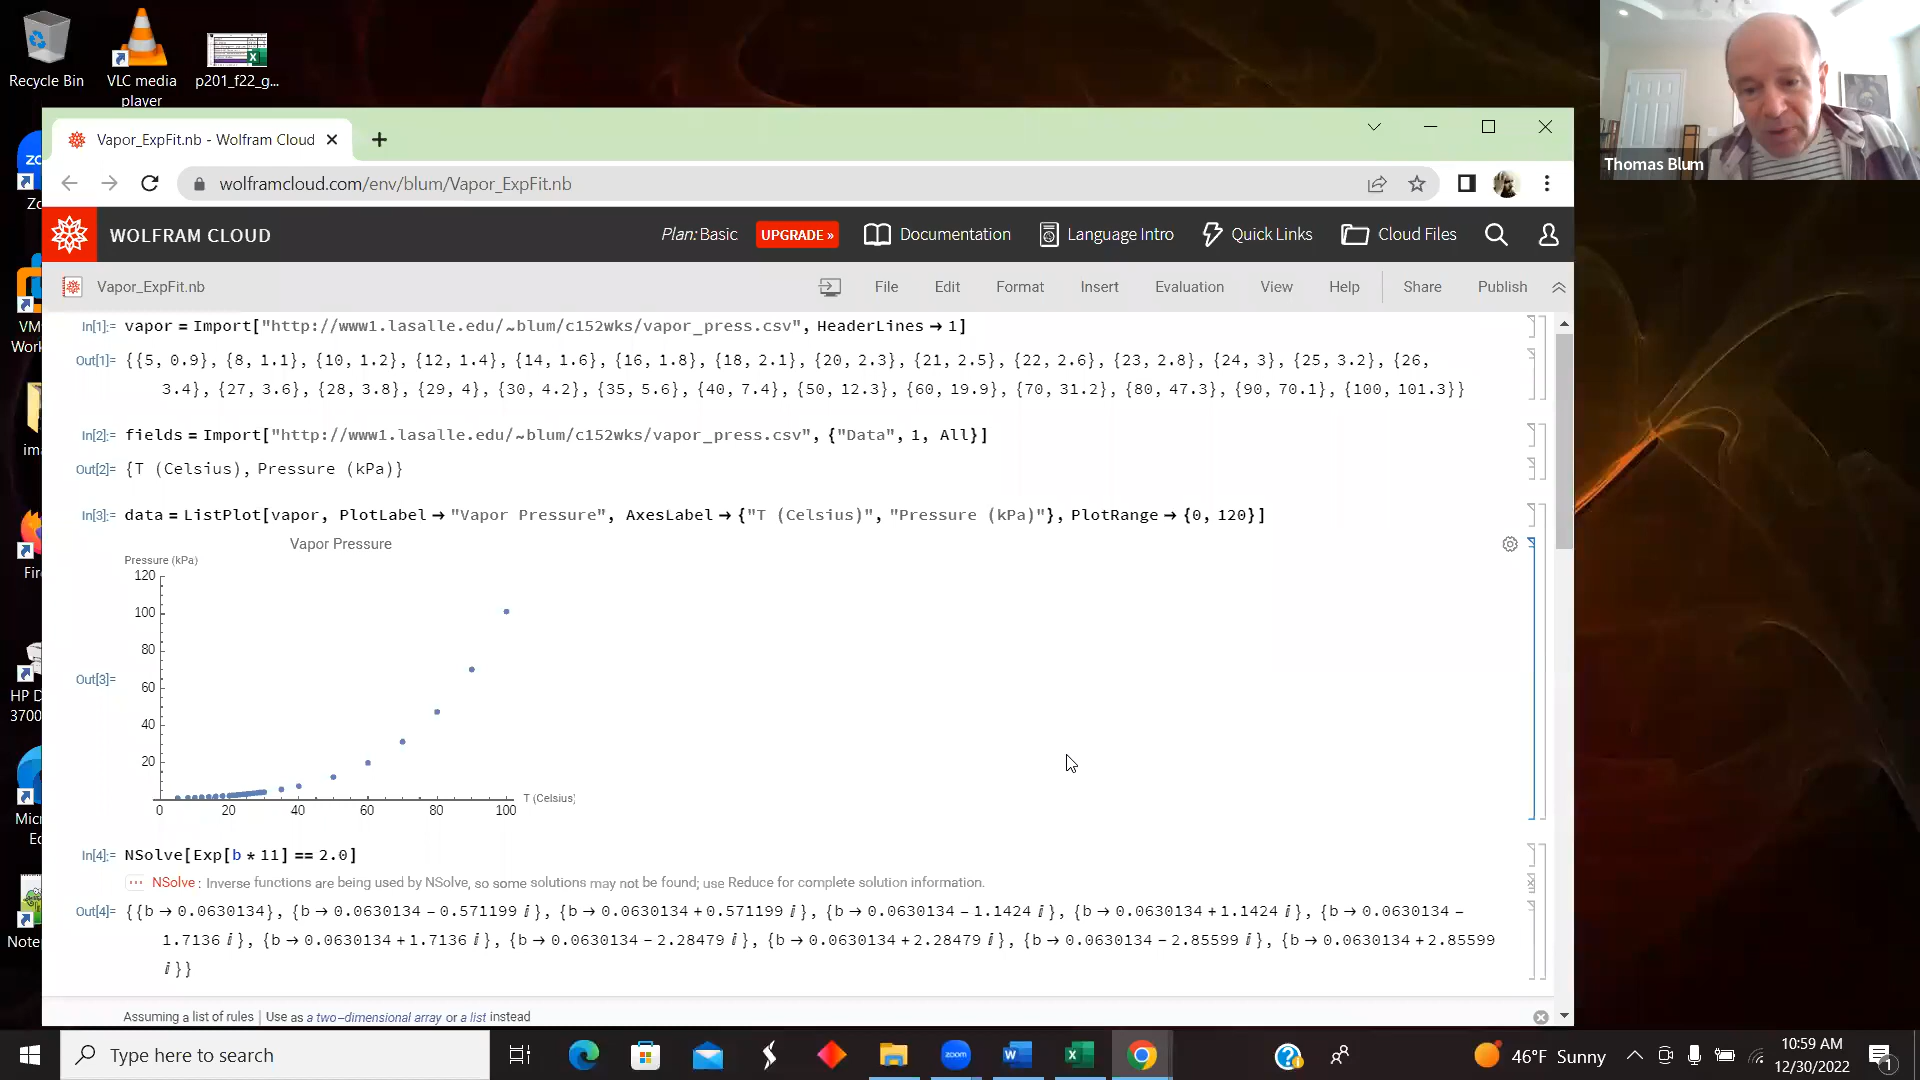 Recycle Bin
VLC media
player
p201_f22_g...
Thomas Blum
Vapor_ExpFit.nb - Wolfram Cloud
wolframcloud.com/env/blum/Vapor_ExpFit.nb
WOLFRAM CLOUD
Plan: Basic
UPGRADE »
Documentation
Language Intro
Quick Links
Cloud Files
Vapor_ExpFit.nb
File
Edit
Format
Insert
Evaluation
View
Help
Share
Publish
In[1]:= vapor = Import["http://www1.lasalle.edu/~blum/c152wks/vapor_press.csv", HeaderLines → 1]
Out[1]= {{5, 0.9}, {8, 1.1}, {10, 1.2}, {12, 1.4}, {14, 1.6}, {16, 1.8}, {18, 2.1}, {20, 2.3}, {21, 2.5}, {22, 2.6}, {23, 2.8}, {24, 3}, {25, 3.2}, {26,
3.4}, {27, 3.6}, {28, 3.8}, {29, 4}, {30, 4.2}, {35, 5.6}, {40, 7.4}, {50, 12.3}, {60, 19.9}, {70, 31.2}, {80, 47.3}, {90, 70.1}, {100, 101.3}}
In[2]:= fields = Import["http://www1.lasalle.edu/~blum/c152wks/vapor_press.csv", {"Data", 1, All}]
Out[2]= {T (Celsius), Pressure (kPa)}
In[3]:= data = ListPlot[vapor, PlotLabel → "Vapor Pressure", AxesLabel → {"T (Celsius)", "Pressure (kPa)"}, PlotRange → {0, 120}]
Vapor Pressure
Pressure (kPa)
120
100
80
60
40
20
Out[3]=
0 20 40 60 80 100
T (Celsius)
In[4]:= NSolve[Exp[b * 11] == 2.0]
NSolve : Inverse functions are being used by NSolve, so some solutions may not be found; use Reduce for complete solution information.
Out[4]= {{b → 0.0630134}, {b → 0.0630134 – 0.571199 i}, {b → 0.0630134 + 0.571199 i}, {b → 0.0630134 – 1.1424 i}, {b → 0.0630134 + 1.1424 i}, {b → 0.0630134 –
1.7136 i}, {b → 0.0630134 + 1.7136 i}, {b → 0.0630134 – 2.28479 i}, {b → 0.0630134 + 2.28479 i}, {b → 0.0630134 – 2.85599 i}, {b → 0.0630134 + 2.85599
i}}
Assuming a list of rules | Use as a two–dimensional array or a list instead
HP D
3700
Type here to search
zoom
46°F Sunny
10:59 AM
12/30/2022
1